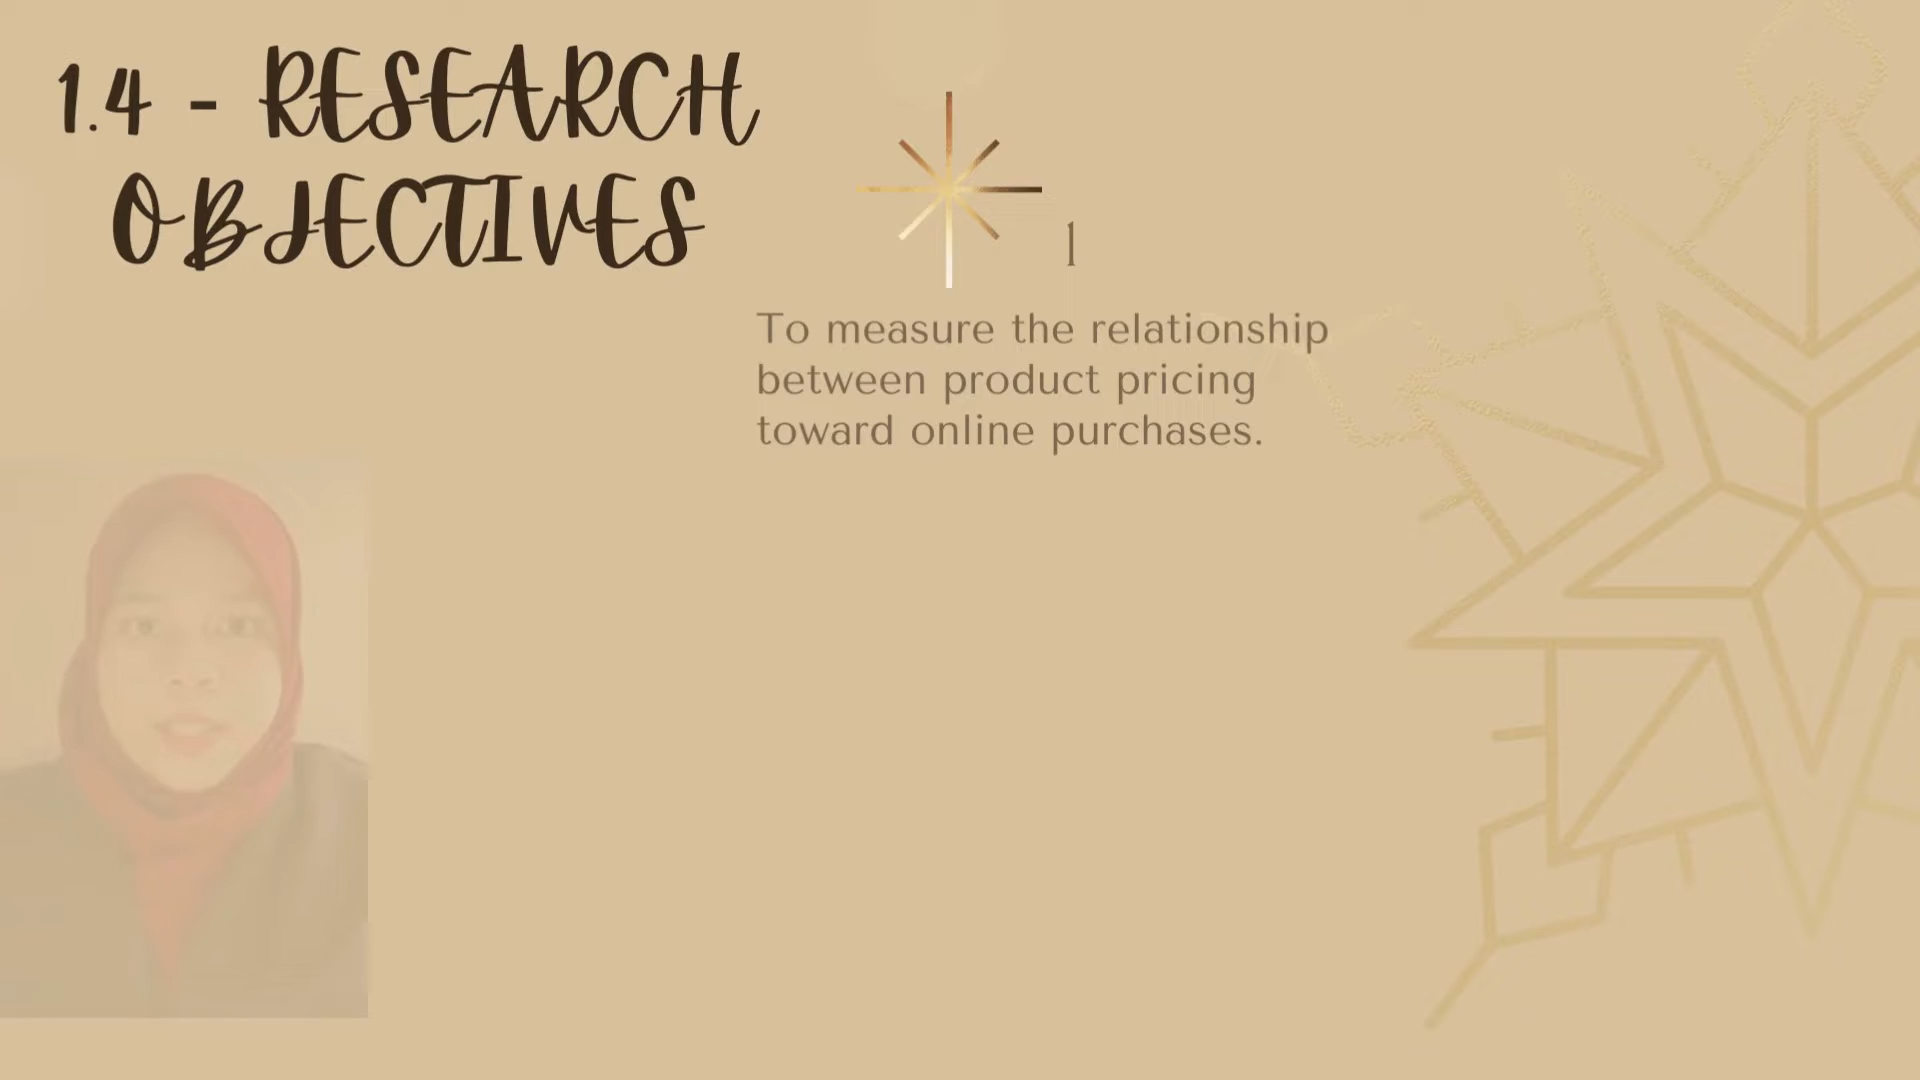 1.4 - RESEARCH
OBJECTIVES
1
To measure the relationship
between product pricing
toward online purchases.